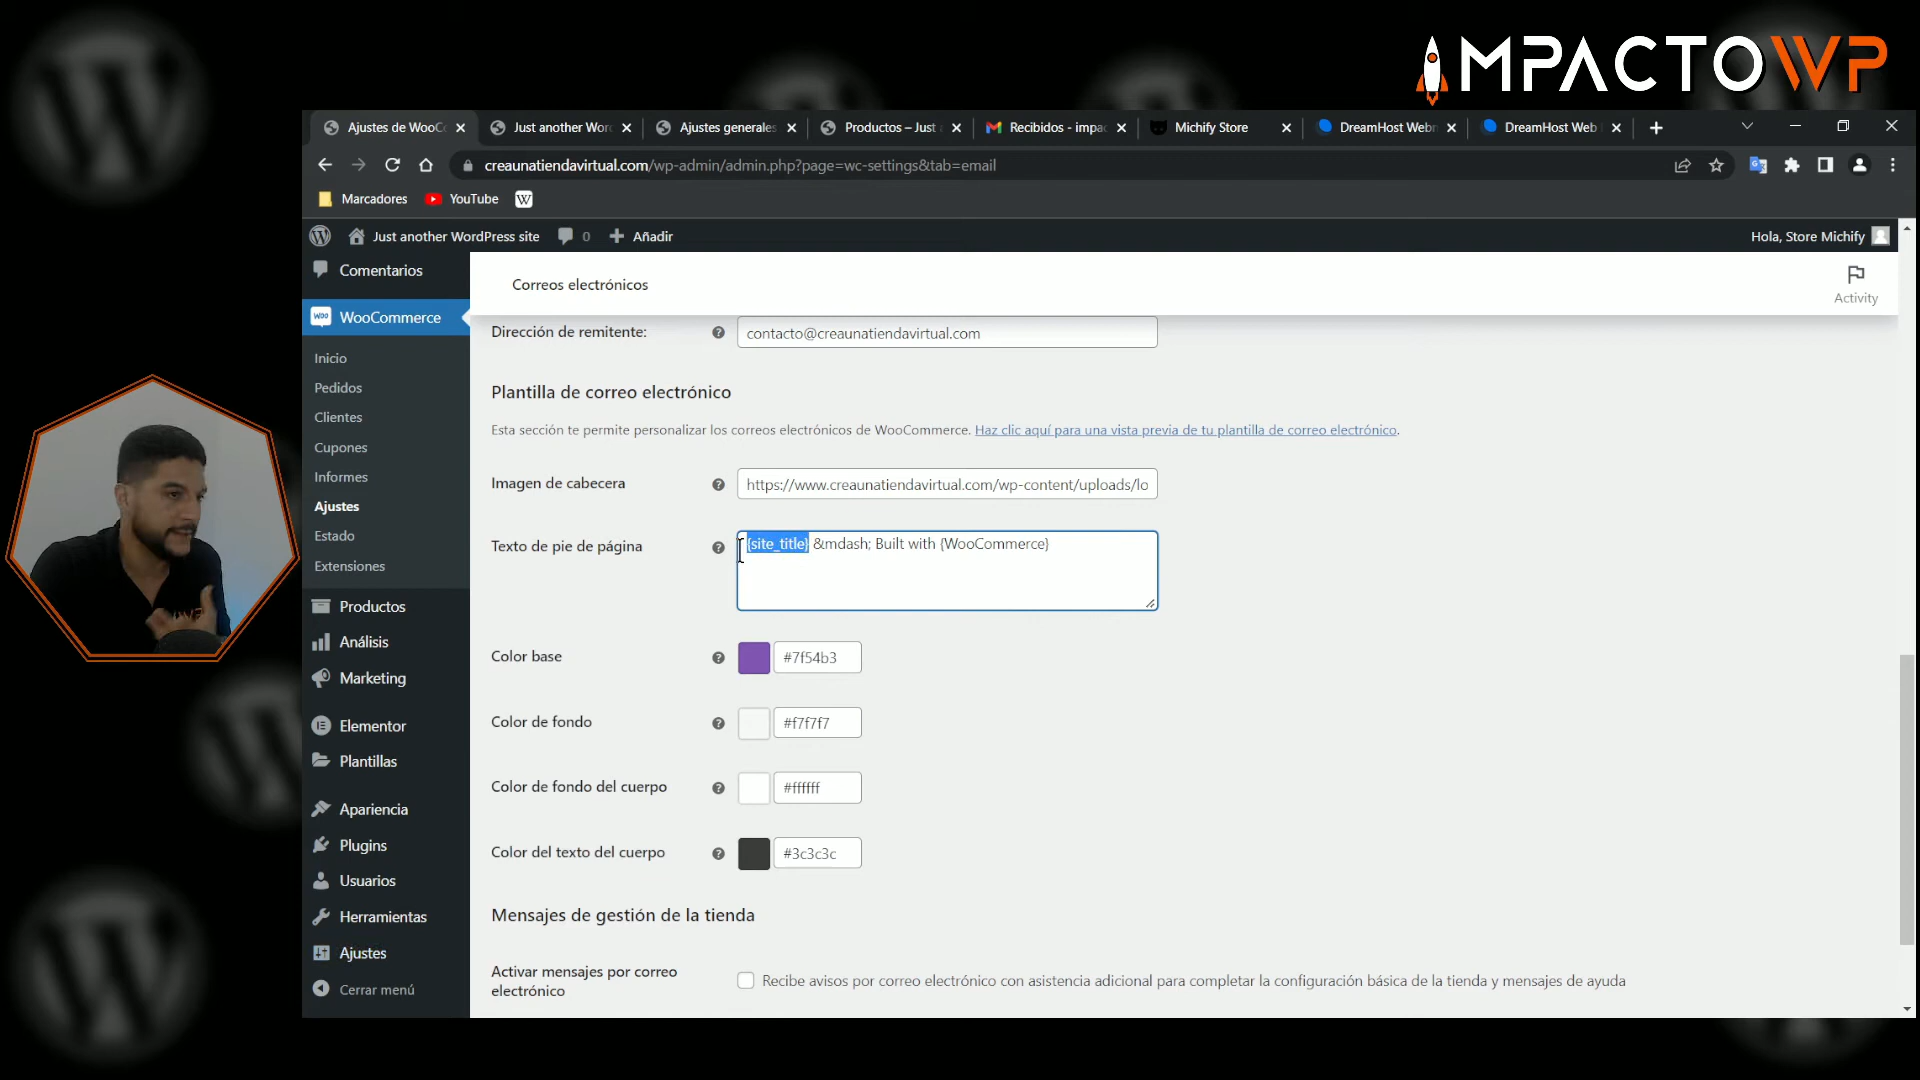 IMPACTOWP
Ajustes de WooC
Just another Wor
Ajustes generale
Productos – Just
Recibidos - impa
Michify Store
DreamHost Web
DreamHost Web
creaunatiendavirtual.com/wp-admin/admin.php?page=wc-settings&tab=email
Marcadores
YouTube
Just another WordPress site
0
Añadir
Hola, Store Michify
Comentarios
WooCommerce
Inicio
Pedidos
Clientes
Cupones
Informes
Ajustes
Estado
Extensiones
Productos
Análisis
Marketing
Elementor
Plantillas
Apariencia
Plugins
Usuarios
Herramientas
Ajustes
Cerrar menú
Correos electrónicos
Activity
Dirección de remitente:
contacto@creaunatiendavirtual.com
Plantilla de correo electrónico
Esta sección te permite personalizar los correos electrónicos de WooCommerce. Haz clic aquí para una vista previa de tu plantilla de correo electrónico.
Imagen de cabecera
https://www.creaunatiendavirtual.com/wp-content/uploads/lo
Texto de pie de página
{site_title} &mdash; Built with {WooCommerce}
Color base
#7f54b3
Color de fondo
#f7f7f7
Color de fondo del cuerpo
#ffffff
Color del texto del cuerpo
#3c3c3c
Mensajes de gestión de la tienda
Activar mensajes por correo
electrónico
Recibe avisos por correo electrónico con asistencia adicional para completar la configuración básica de la tienda y mensajes de ayuda